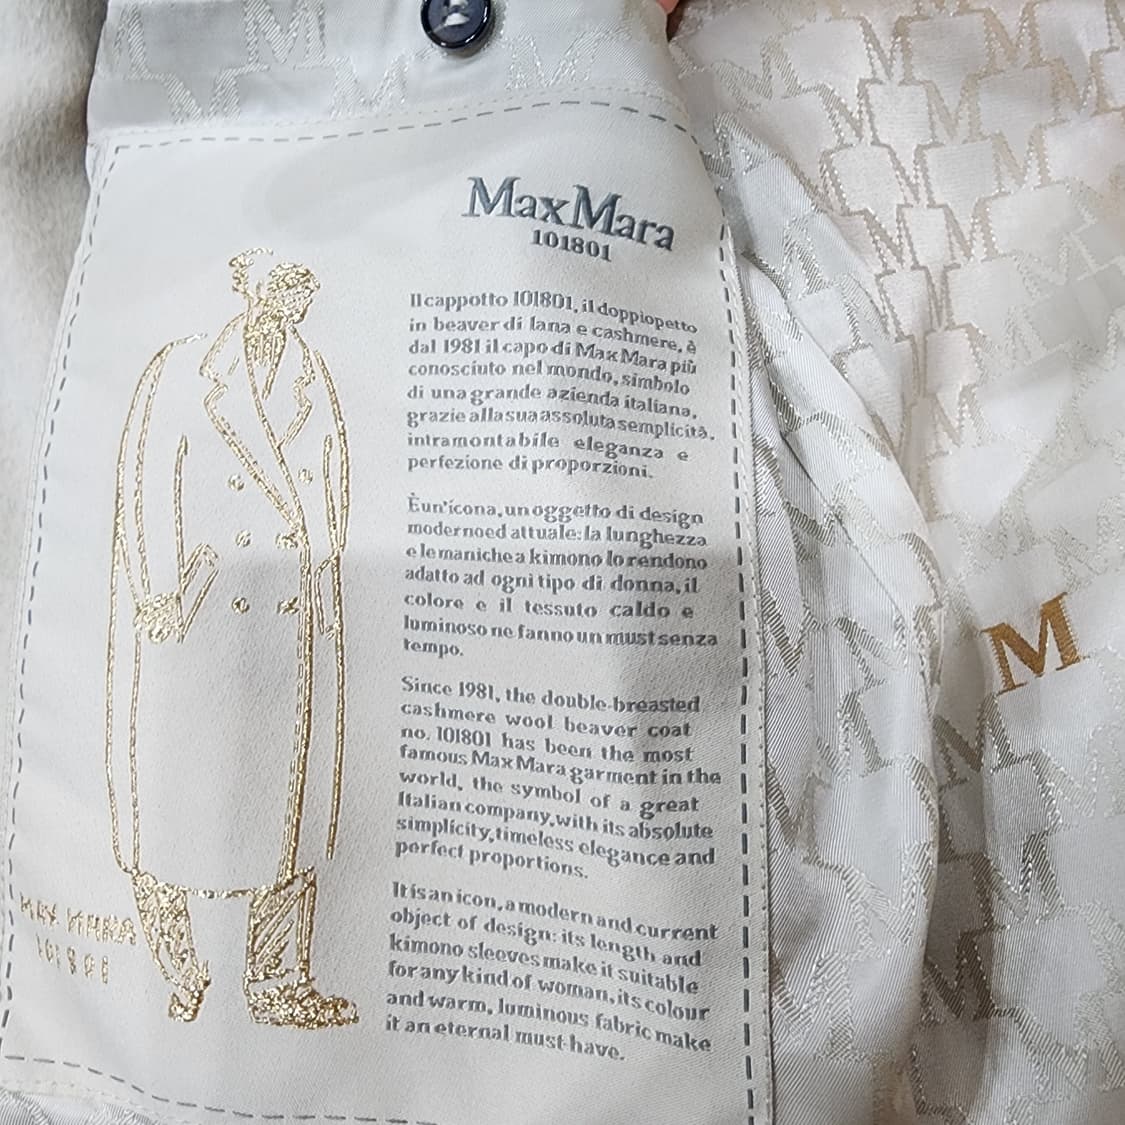 MaxMara
101801
Il cappotto 101801, il doppiopetto
in beaver di lana e cashmere, è
dal 1981 il capo di Max Mara più
conosciuto nel mondo, simbolo
di una grande azienda italiana,
grazie alla sua assoluta semplicità,
intramontabile eleganza e
perfezione di proporzioni.
È un'icona, un oggetto di design
moderno ed attuale: la lunghezza
e le maniche a kimono lo rendono
adatto ad ogni tipo di donna, il
colore e il tessuto caldo e
luminoso ne fanno un must senza
tempo.
Since 1981, the double-breasted
cashmere wool beaver coat
no. 101801 has been the most
famous Max Mara garment in the
world, the symbol of a great
Italian company, with its absolute
simplicity, timeless elegance and
perfect proportions.
It is an icon, a modern and current
object of design: its length and
kimono sleeves make it suitable
for any kind of woman, its colour
and warm, luminous fabric make
it an eternal must-have.
MAX MARA
101801
M